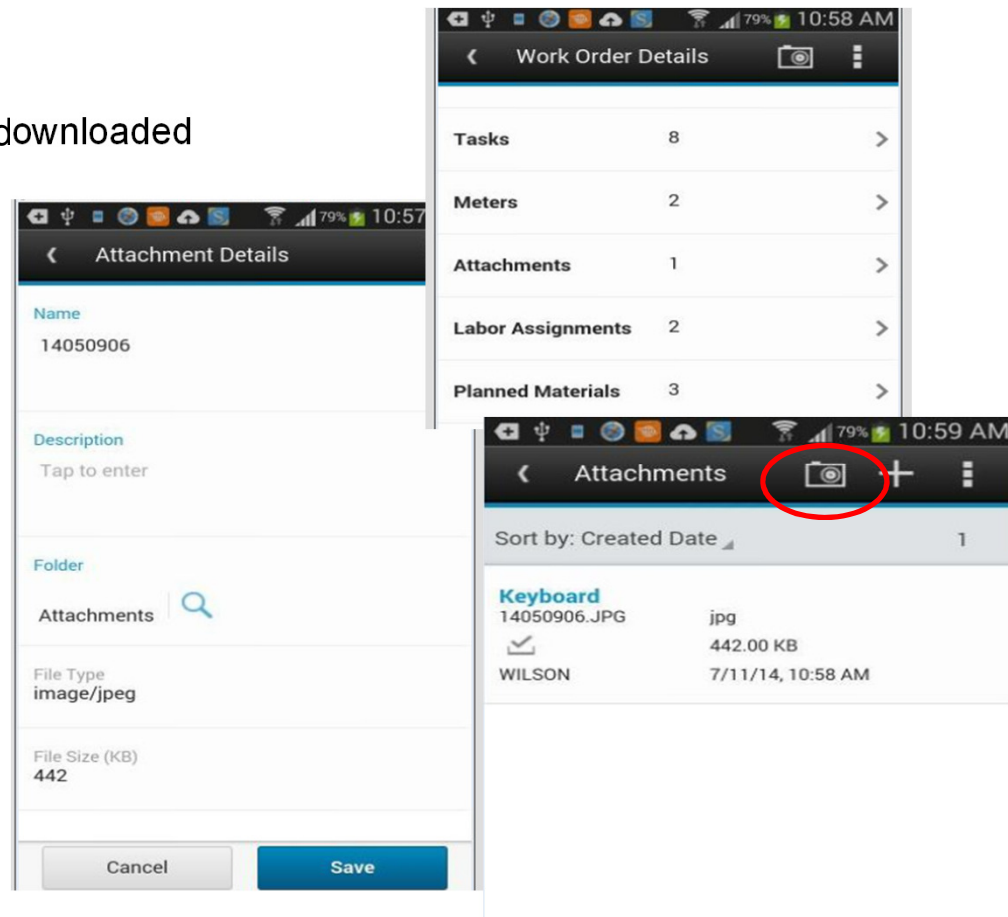 79% 10:58 AM
Work Order Details
downloaded
Tasks 8
Meters 2
Attachments 1
Labor Assignments 2
Planned Materials 3
79% 10:57
Attachment Details
Name
14050906
Description
Tap to enter
Folder
Attachments
File Type
image/jpeg
File Size (KB)
442
Cancel Save
79% 10:59 AM
Attachments
Sort by: Created Date 1
Keyboard
14050906.JPG jpg
442.00 KB
WILSON 7/11/14, 10:58 AM